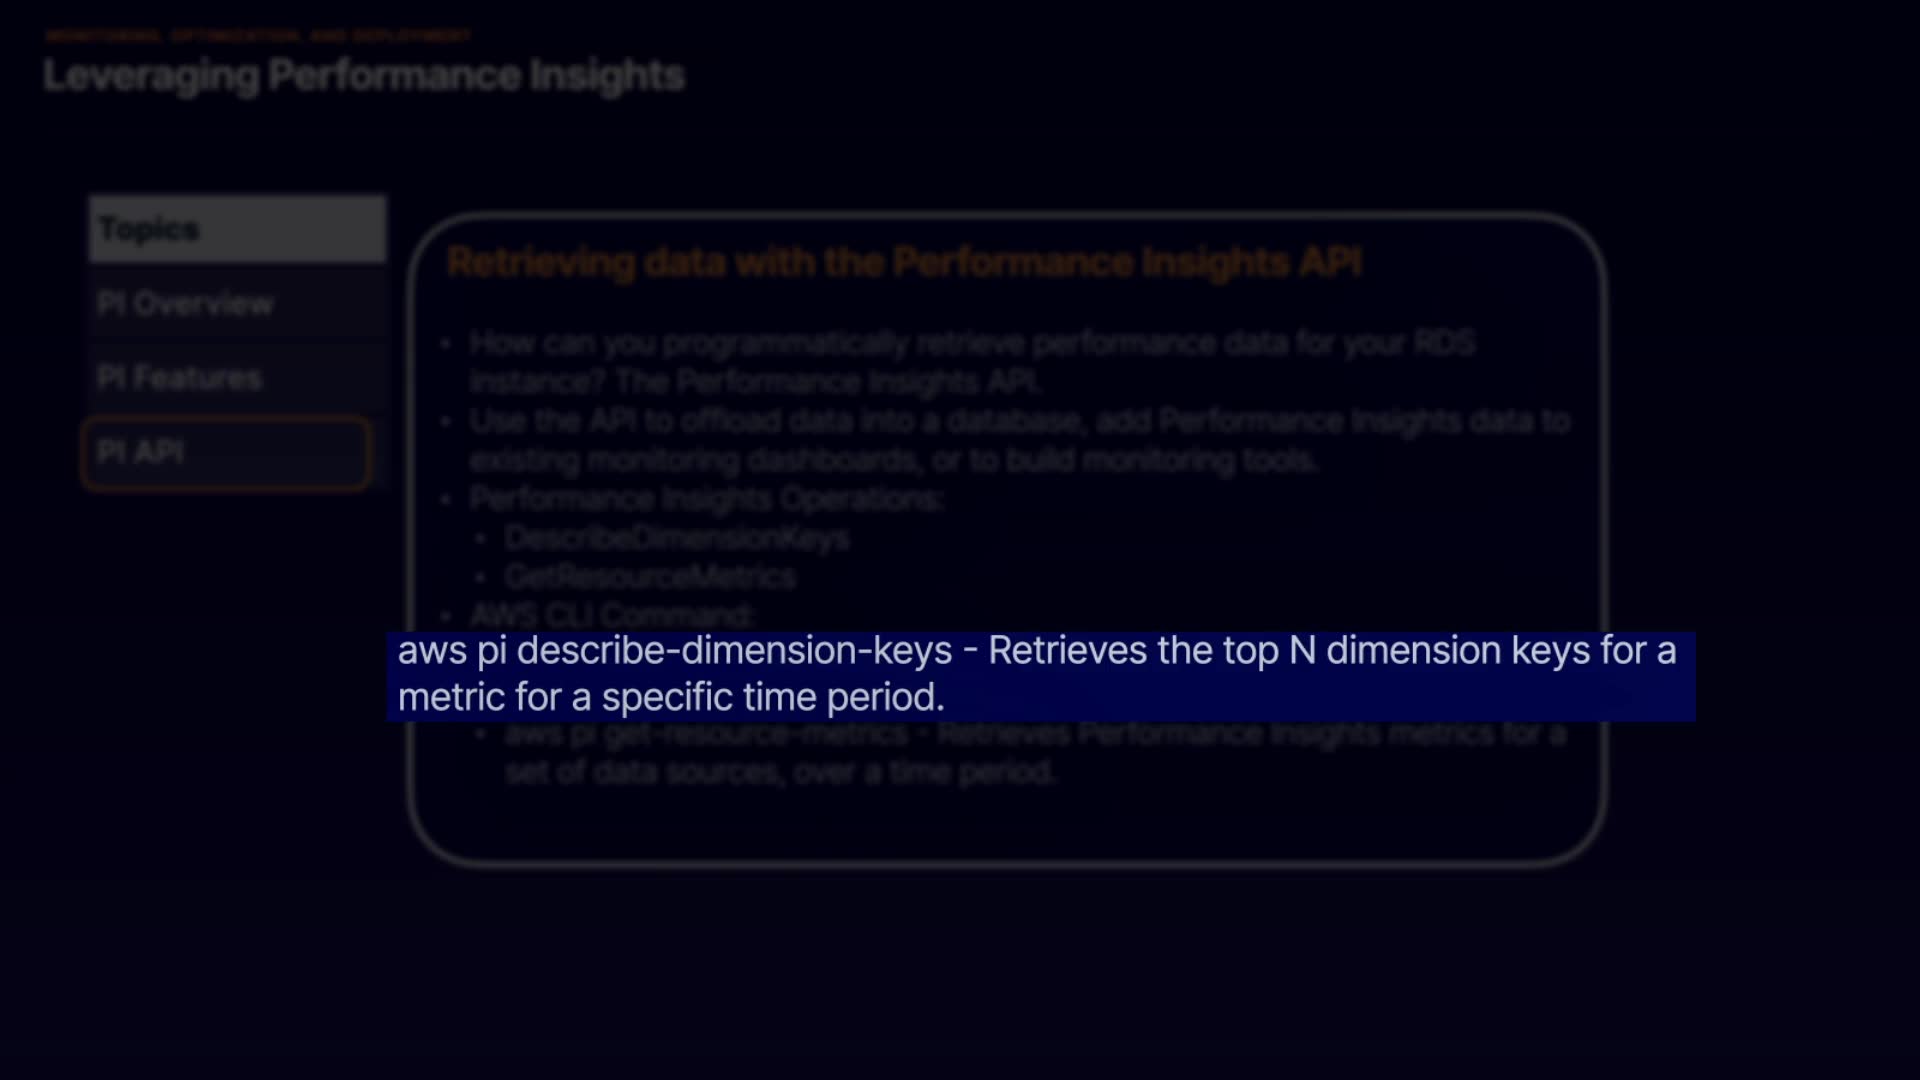 MONITORING, OPTIMIZATION, AND DEPLOYMENT
Leveraging Performance Insights
Topics
PI Overview
PI Features
PI API
Retrieving data with the Performance Insights API
• How can you programmatically retrieve performance data for your RDS
instance? The Performance Insights API.
• Use the API to offload data into a database, add Performance Insights data to
existing monitoring dashboards, or to build monitoring tools.
• Performance Insights Operations:
• DescribeDimensionKeys
• GetResourceMetrics
• AWS CLI Command:
aws pi describe-dimension-keys - Retrieves the top N dimension keys for a
metric for a specific time period.
• aws pi get-resource-metrics - Retrieves Performance Insights metrics for a
set of data sources, over a time period.